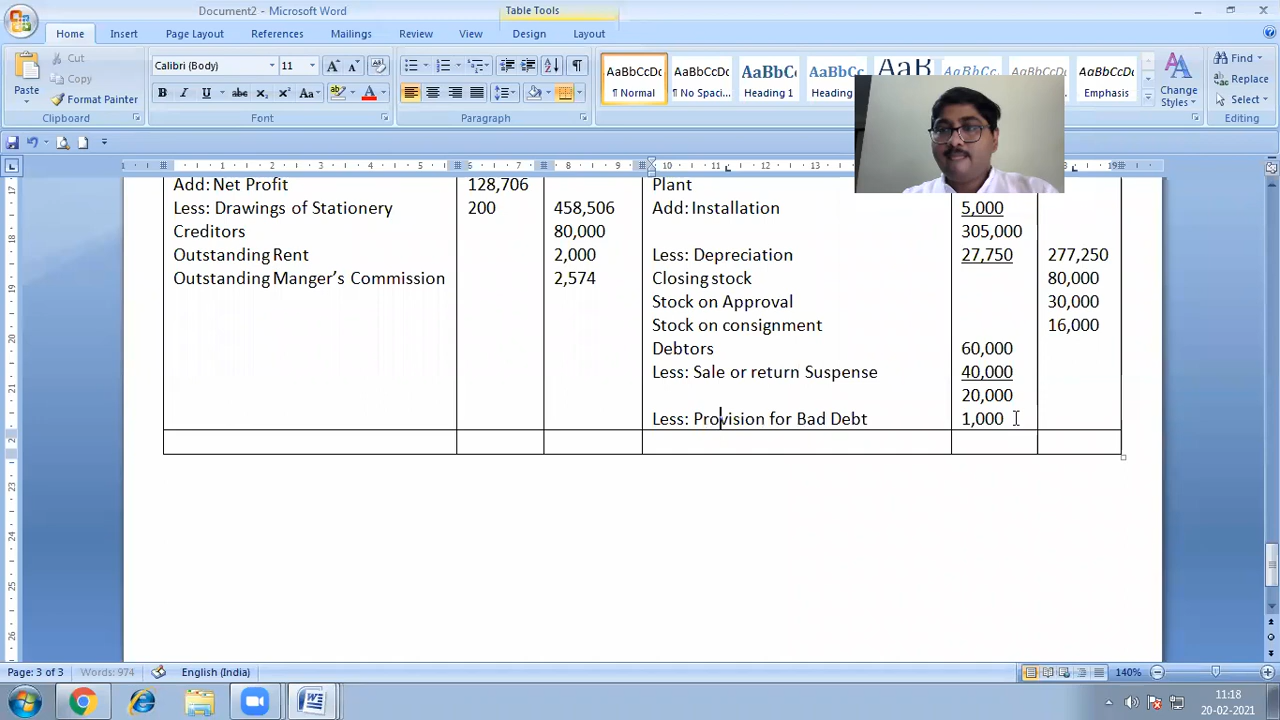 Document2 - Microsoft Word
Table Tools
Home Insert Page Layout References Mailings Review View Design Layout
Paste
Cut
Copy
Format Painter
Clipboard
Calibri (Body) 11
Font
Paragraph
AaBbCcDc
¶ Normal
AaBbCcDc
¶ No Spaci...
AaBbCc
Heading 1
AaBbCc
Heading
AaB
AaBbCc
AaBbCcDc
AaBbCcDc
Emphasis
Change Styles
Find
Replace
Select
Editing
Add: Net Profit 128,706 Plant
Less: Drawings of Stationery 200 458,506 Add: Installation 5,000
Creditors 80,000 305,000
Outstanding Rent 2,000 Less: Depreciation 27,750 277,250
Outstanding Manger's Commission 2,574 Closing stock 80,000
Stock on Approval 30,000
Stock on consignment 16,000
Debtors 60,000
Less: Sale or return Suspense 40,000
20,000
Less: Provision for Bad Debt 1,000
Page: 3 of 3 Words: 974 English (India) 140%
11:18
20-02-2021